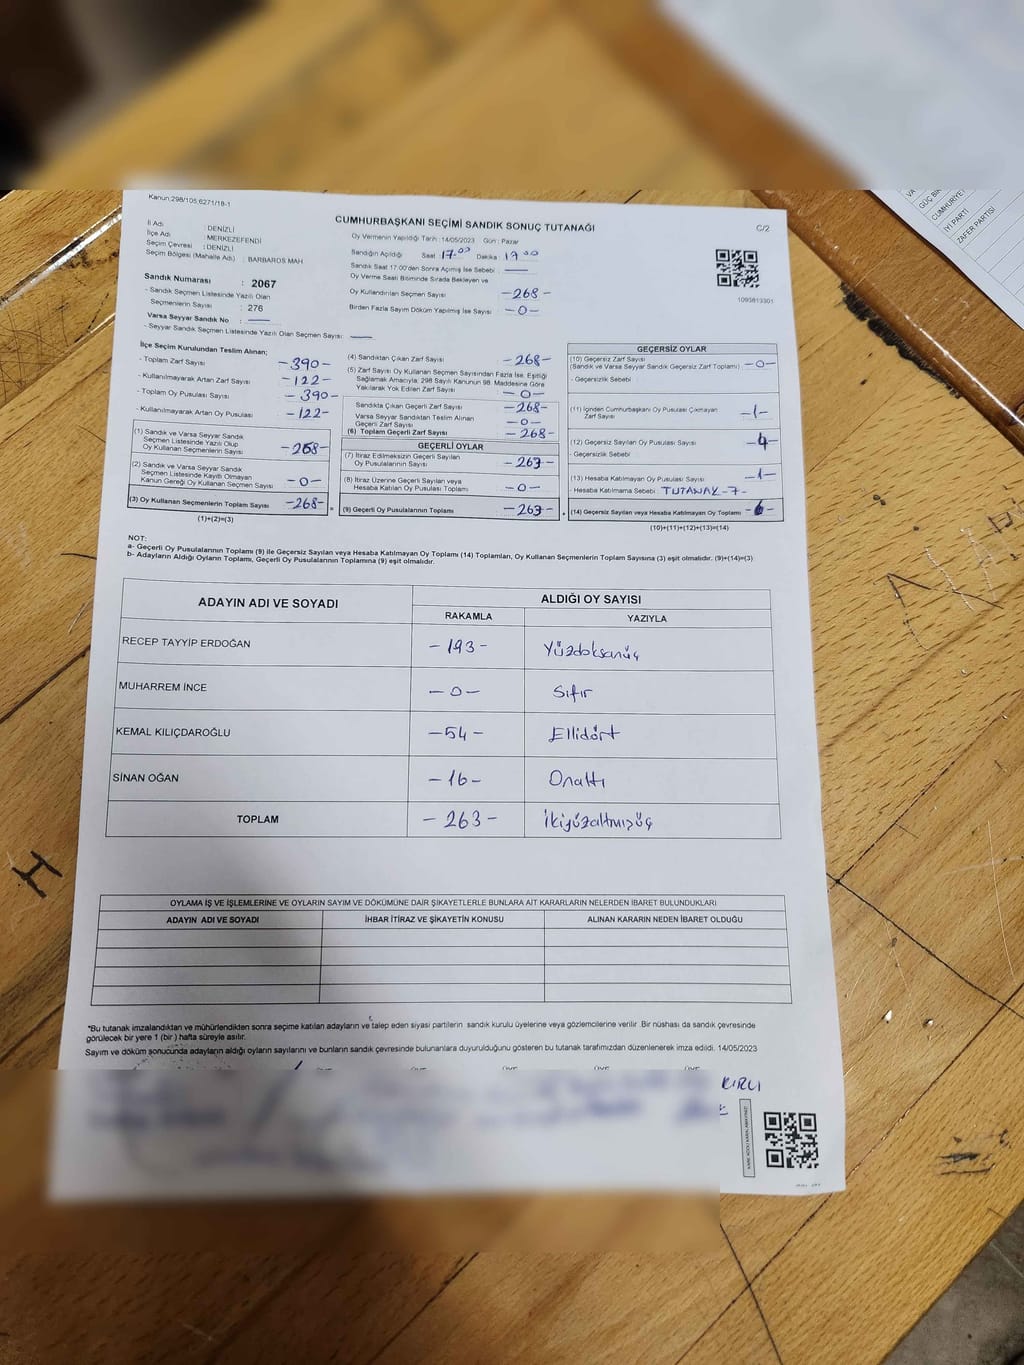 Kanun,298/105;6271/18-1
CUMHURBAŞKANI SEÇİMİ SANDIK SONUÇ TUTANAĞI
C/2
İl Adı : DENİZLİ
İlçe Adı : MERKEZEFENDİ
Seçim Çevresi : DENİZLİ
Seçim Bölgesi (Mahalle Adı) : BARBAROS MAH
Oy Vermenin Yapıldığı Tarih :14/05/2023 Gün : Pazar
Sandığın Açıldığı Saat 17.00 Dakika :
Sandık Saat 17:00'den Sonra Açılmış İse Sebebi :
Oy Verme Saati Bitiminde Sırada Bekleyen ve
Oy Kullandırılan Seçmen Sayısı -268-
Birden Fazla Sayım Döküm Yapılmış İse Sayısı -0-
1093813301
Sandık Numarası : 2067
- Sandık Seçmen Listesinde Yazılı Olan
Seçmenlerin Sayısı : 276
Varsa Seyyar Sandık No :
- Seyyar Sandık Seçmen Listesinde Yazılı Olan Seçmen Sayısı:
İlçe Seçim Kurulundan Teslim Alınan;
- Toplam Zarf Sayısı -390-
- Kullanılmayarak Artan Zarf Sayısı -122-
- Toplam Oy Pusulası Sayısı - 390-
- Kullanılmayarak Artan Oy Pusulası -122-
(1) Sandık ve Varsa Seyyar Sandık
Seçmen Listesinde Yazılı Olup
Oy Kullanan Seçmenlerin Sayısı -268-
(2) Sandık ve Varsa Seyyar Sandık
Seçmen Listesinde Kayıtlı Olmayan
Kanun Gereği Oy Kullanan Seçmen Sayısı -0-
(3) Oy Kullanan Seçmenlerin Toplam Sayısı -268-
(1)+(2)=(3)
(4) Sandıktan Çıkan Zarf Sayısı -268-
(5) Zarf Sayısı Oy Kullanan Seçmen Sayısından Fazla İse, Eşitliği
Sağlamak Amacıyla; 298 Sayılı Kanunun 98. Maddesine Göre
Yakılarak Yok Edilen Zarf Sayısı -0-
Sandıkta Çıkan Geçerli Zarf Sayısı -268-
Varsa Seyyar Sandıktan Teslim Alınan
Geçerli Zarf Sayısı -0-
(6) Toplam Geçerli Zarf Sayısı -268-
GEÇERLİ OYLAR
(7) İtiraz Edilmeksizin Geçerli Sayılan
Oy Pusulalarının Sayısı -263-
(8) İtiraz Üzerine Geçerli Sayılan veya
Hesaba Katılan Oy Pusulası Toplamı -0-
(9) Geçerli Oy Pusulalarının Toplamı -263-
GEÇERSİZ OYLAR
(10) Geçersiz Zarf Sayısı
(Sandık ve Varsa Seyyar Sandık Geçersiz Zarf Toplamı) -0-
- Geçersizlik Sebebi :
(11) İçinden Cumhurbaşkanı Oy Pusulası Çıkmayan
Zarf Sayısı -1-
(12) Geçersiz Sayılan Oy Pusulası Sayısı -4-
- Geçersizlik Sebebi :
(13) Hesaba Katılmayan Oy Pusulası Sayısı -1-
- Hesaba Katılmama Sebebi : TUTANAK -7-
(14) Geçersiz Sayılan veya Hesaba Katılmayan Oy Toplamı -6-
(10)+(11)+(12)+(13)=(14)
NOT:
a- Geçerli Oy Pusulalarının Toplamı (9) ile Geçersiz Sayılan veya Hesaba Katılmayan Oy Toplamı (14) Toplamları, Oy Kullanan Seçmenlerin Toplam Sayısına (3) eşit olmalıdır. (9)+(14)=(3)
b- Adayların Aldığı Oyların Toplamı, Geçerli Oy Pusulalarının Toplamına (9) eşit olmalıdır.
ADAYIN ADI VE SOYADI
ALDIĞI OY SAYISI
RAKAMLA YAZIYLA
RECEP TAYYİP ERDOĞAN -193- Yüzdoksanüç
MUHARREM İNCE -0- Sıfır
KEMAL KILIÇDAROĞLU -54- Ellidört
SİNAN OĞAN -16- Onaltı
TOPLAM -263- İkiyüzaltmışüç
OYLAMA İŞ VE İŞLEMLERİNE VE OYLARIN SAYIM VE DÖKÜMÜNE DAİR ŞİKAYETLERLE BUNLARA AİT KARARLARIN NELERDEN İBARET BULUNDUKLARI
ADAYIN ADI VE SOYADI İHBAR İTİRAZ VE ŞİKAYETİN KONUSU ALINAN KARARIN NEDEN İBARET OLDUĞU
*Bu tutanak imzalandıktan ve mühürlendikten sonra seçime katılan adayların ve talep eden siyasi partilerin sandık kurulu üyelerine veya gözlemcilerine verilir. Bir nüshası da sandık çevresinde
görülecek bir yere 1 (bir) hafta süreyle asılır.
Sayım ve döküm sonucunda adayların aldığı oyların sayılarını ve bunların sandık çevresinde bulunanlara duyurulduğunu gösteren bu tutanak tarafımızdan düzenlenerek imza edildi. 14/05/2023
CUMHURİYET
İYİ PARTİ
ZAFER PARTİSİ
H